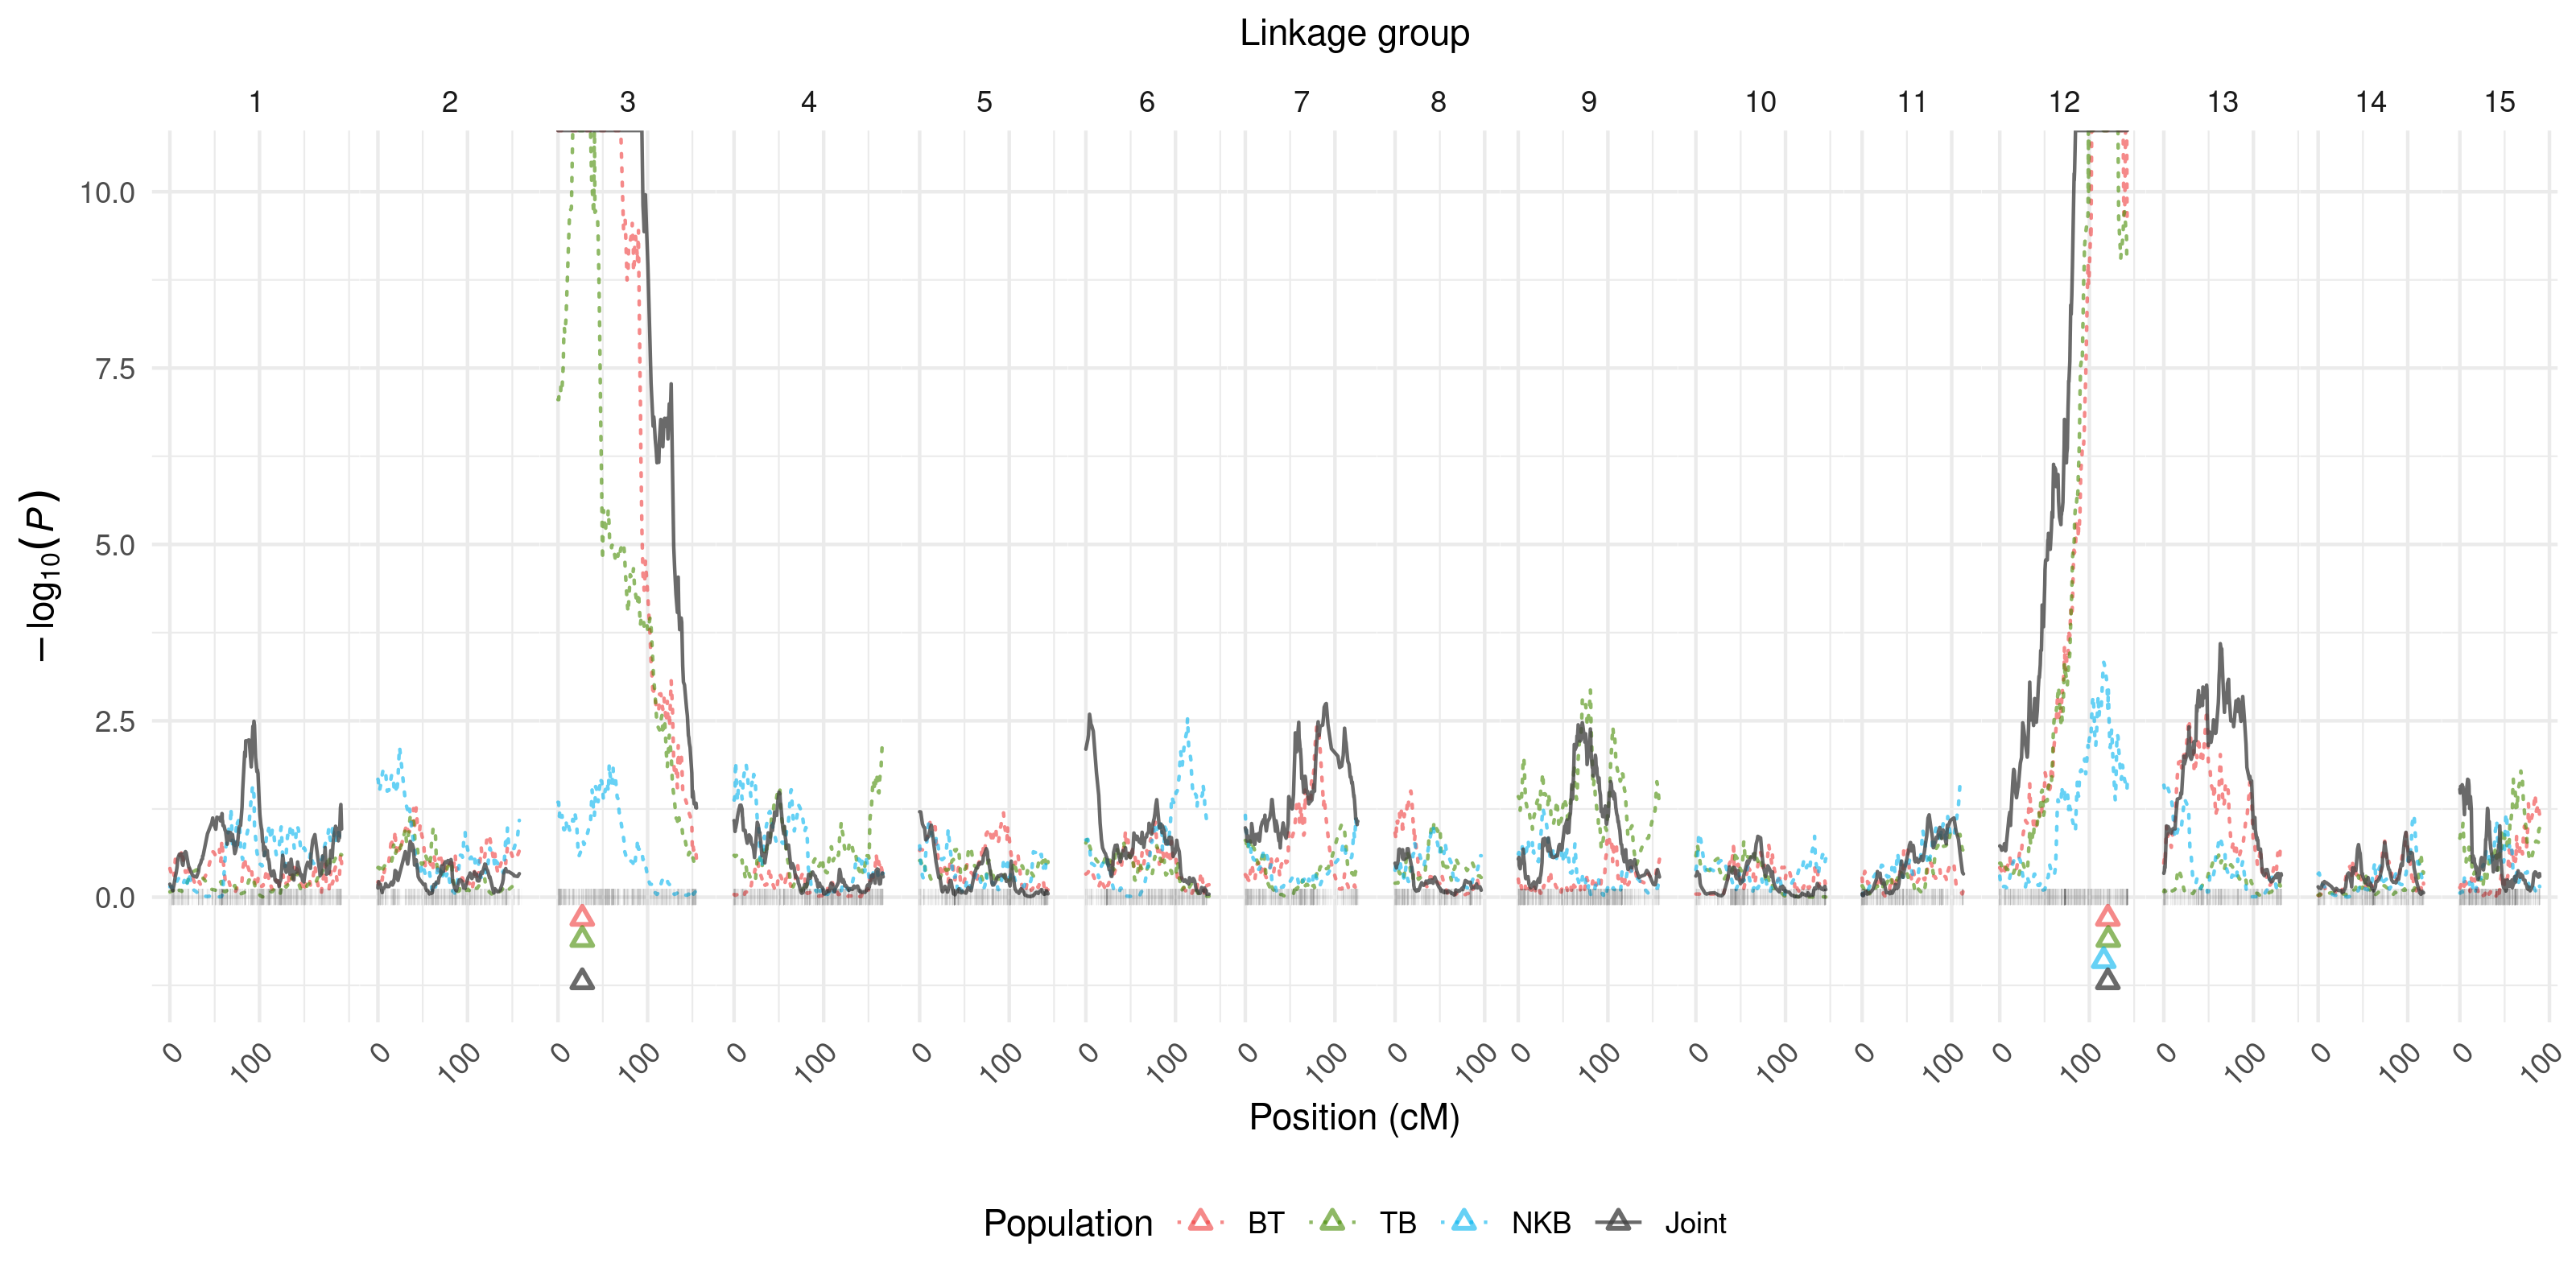 Linkage group
1 2 3 4 5 6 7 8 9 10 11 12 13 14 15
10.0
7.5
5.0
2.5
0.0
−log10(P)
0 100 0 100 0 100 0 100 0 100 0 100 0 100 0 100 0 100 0 100 0 100 0 100 0 100 0 100 0 100
Position (cM)
Population BT TB NKB Joint